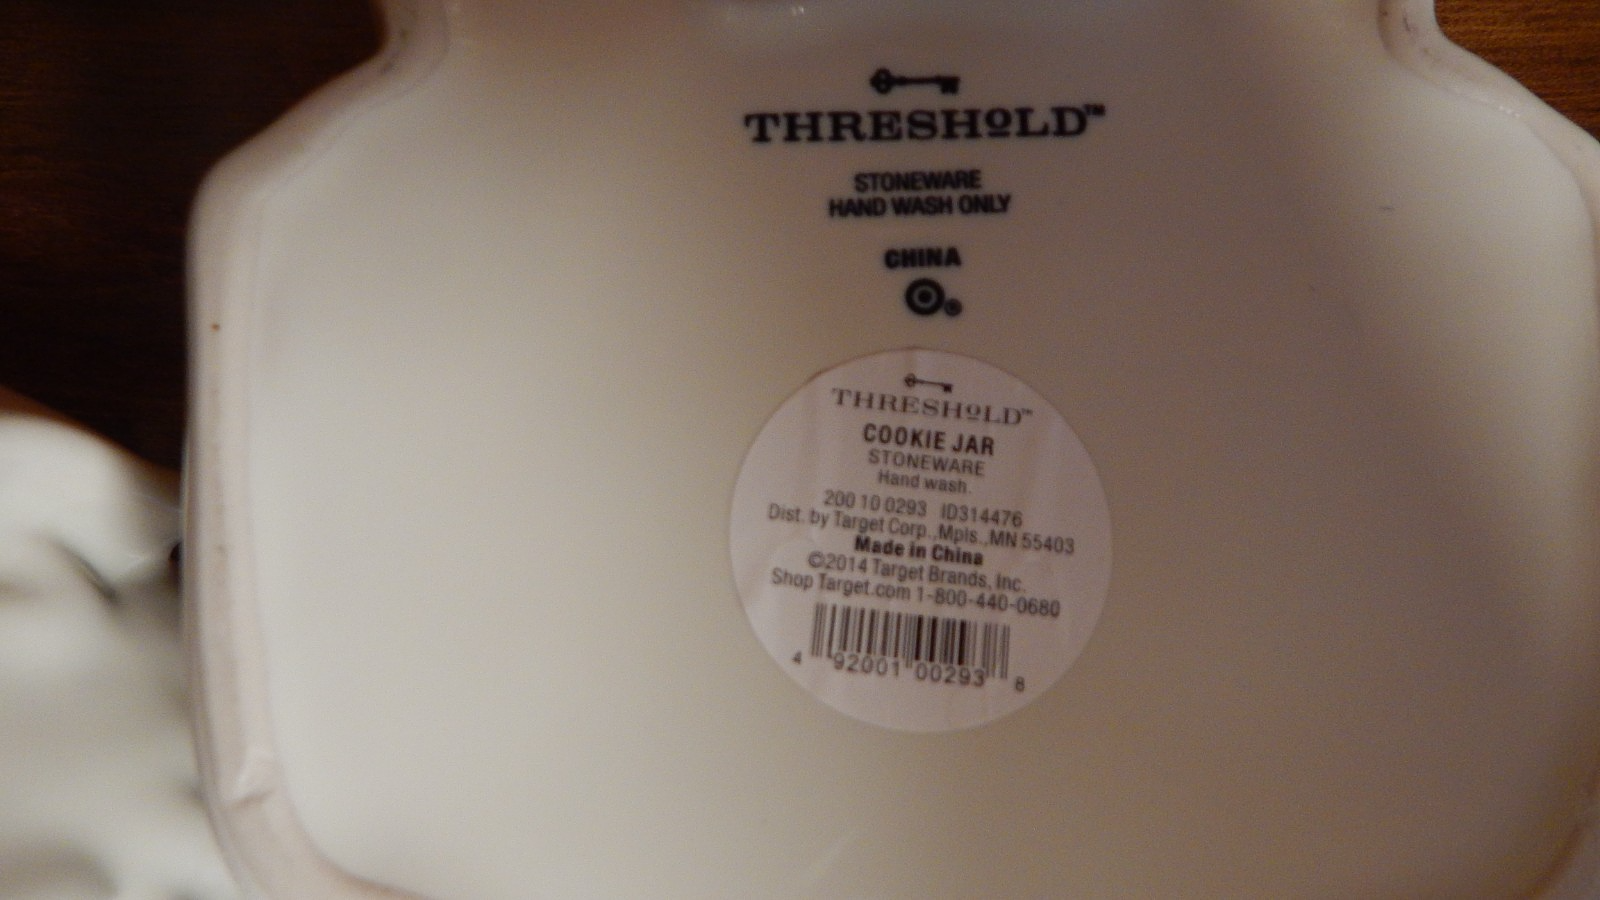 THRESHOLD™
STONEWARE
HAND WASH ONLY
CHINA
®
THRESHOLD™
COOKIE JAR
STONEWARE
Hand wash.
200 10 0293 ID314476
Dist. by Target Corp.,Mpls.,MN 55403
Made in China
©2014 Target Brands, Inc.
Shop Target.com 1-800-440-0680
4 92001 00293 8